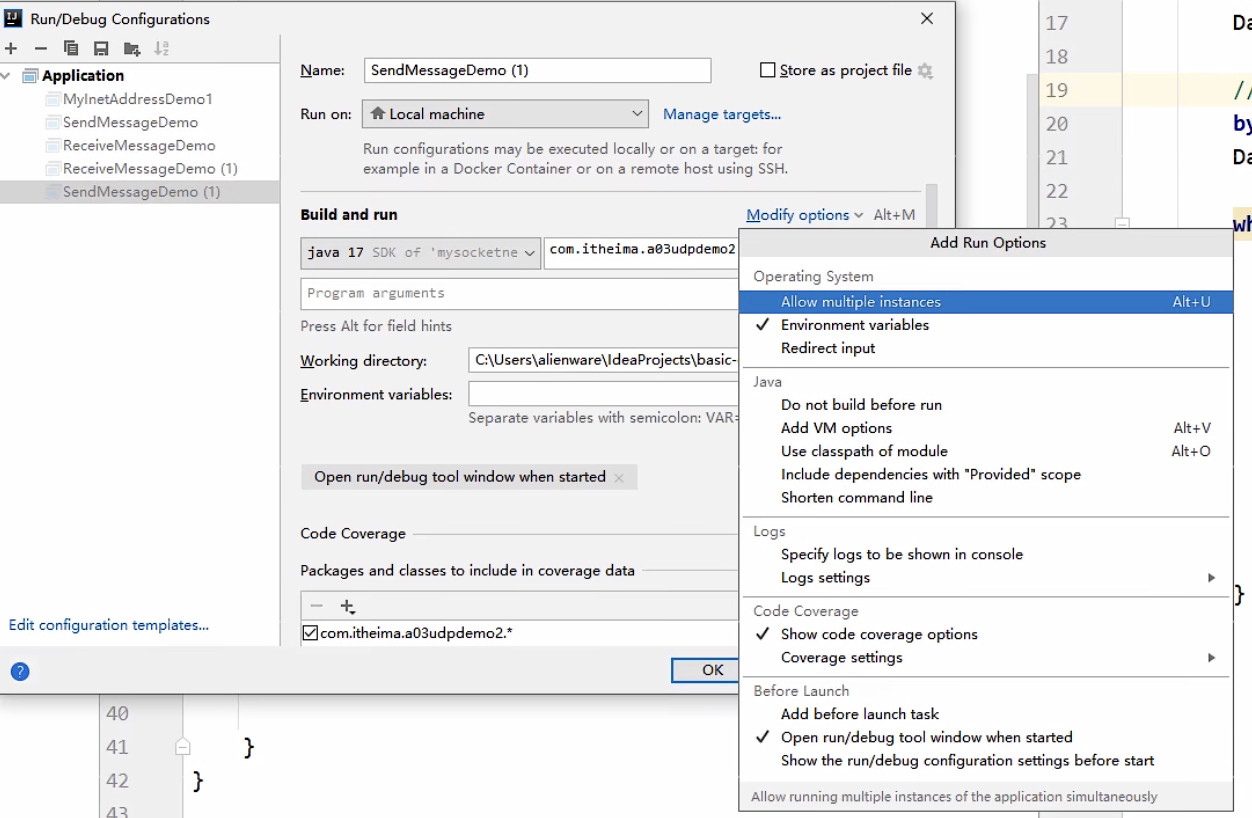 Run/Debug Configurations
Application
MyInetAddressDemo1
SendMessageDemo
ReceiveMessageDemo
ReceiveMessageDemo (1)
SendMessageDemo (1)
Edit configuration templates...
Name: SendMessageDemo (1) Store as project file
Run on: Local machine Manage targets...
Run configurations may be executed locally or on a target: for
example in a Docker Container or on a remote host using SSH.
Build and run Modify options Alt+M
java 17 SDK of 'mysocketne com.itheima.a03udpdemo2
Program arguments
Press Alt for field hints
Working directory: C:\Users\alienware\IdeaProjects\basic-
Environment variables:
Separate variables with semicolon: VAR=
Open run/debug tool window when started
Code Coverage
Packages and classes to include in coverage data
com.itheima.a03udpdemo2.*
OK
Add Run Options
Operating System
Allow multiple instances Alt+U
Environment variables
Redirect input
Java
Do not build before run
Add VM options Alt+V
Use classpath of module Alt+O
Include dependencies with "Provided" scope
Shorten command line
Logs
Specify logs to be shown in console
Logs settings
Code Coverage
Show code coverage options
Coverage settings
Before Launch
Add before launch task
Open run/debug tool window when started
Show the run/debug configuration settings before start
Allow running multiple instances of the application simultaneously
17 Da
18
19 //
20 by
21 Da
22
23 wh
}
40
41 }
42 }
43